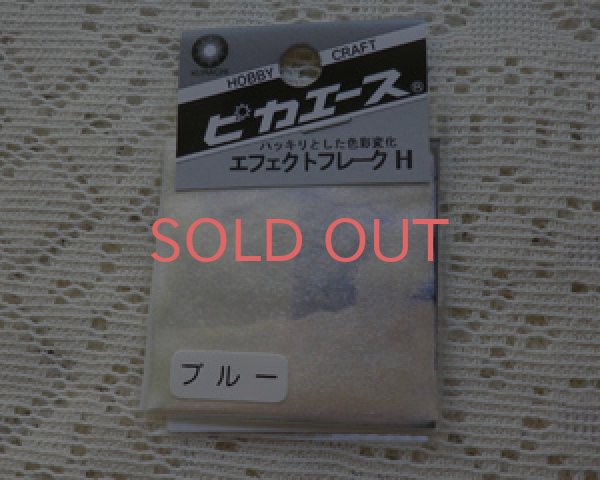 HOBBY CRAFT
ピカエース®
ハッキリとした色彩変化
エフェクトフレーク H
SOLD OUT
ブルー